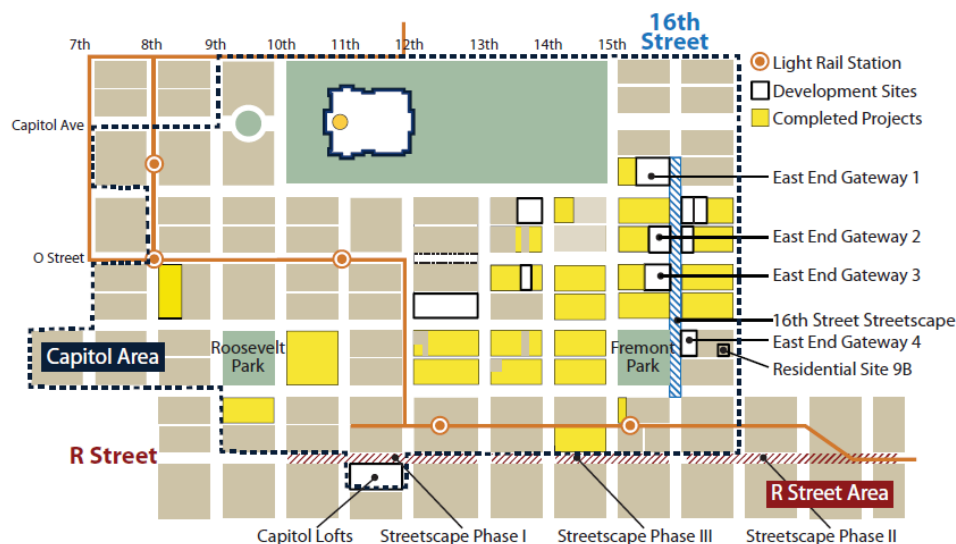 16th
Street
7th 8th 9th 10th 11th 12th 13th 14th 15th
Light Rail Station
Development Sites
Completed Projects
Capitol Ave
East End Gateway 1
East End Gateway 2
O Street
East End Gateway 3
16th Street Streetscape
East End Gateway 4
Residential Site 9B
Capitol Area
Roosevelt
Park
Fremont
Park
R Street
R Street Area
Capitol Lofts
Streetscape Phase I
Streetscape Phase III
Streetscape Phase II